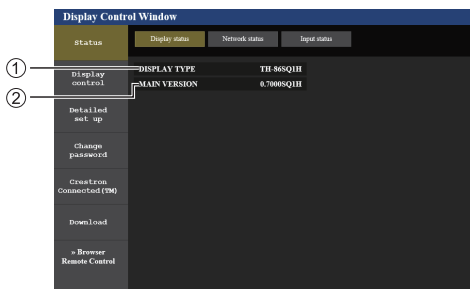 Display Control Window
Status
Display status
Network status
Input status
① DISPLAY TYPE TH-86SQ1H
② MAIN VERSION 0.7000SQ1H
Display
control
Detailed
set up
Change
password
Crestron
Connected(TM)
Download
» Browser
Remote Control